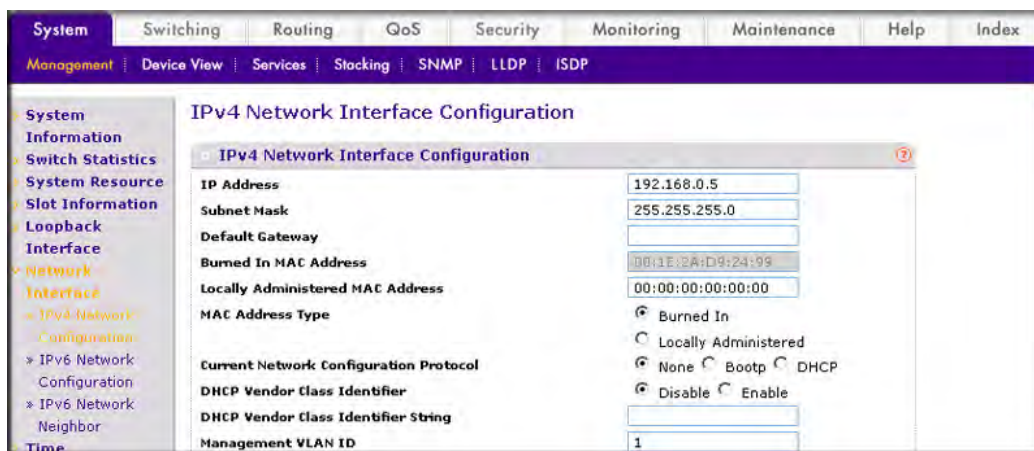 System Switching Routing QoS Security Monitoring Maintenance Help Index
Management Device View Services Stacking SNMP LLDP ISDP
System
Information
Switch Statistics
System Resource
Slot Information
Loopback
Interface
Network
Interface
» IPv4 Network
Configuration
» IPv6 Network
Configuration
» IPv6 Network
Neighbor
Time
IPv4 Network Interface Configuration
IPv4 Network Interface Configuration ?
IP Address 192.168.0.5
Subnet Mask 255.255.255.0
Default Gateway
Burned In MAC Address 00:1E:2A:D9:24:99
Locally Administered MAC Address 00:00:00:00:00:00
MAC Address Type Burned In
Locally Administered
Current Network Configuration Protocol None Bootp DHCP
DHCP Vendor Class Identifier Disable Enable
DHCP Vendor Class Identifier String
Management VLAN ID 1